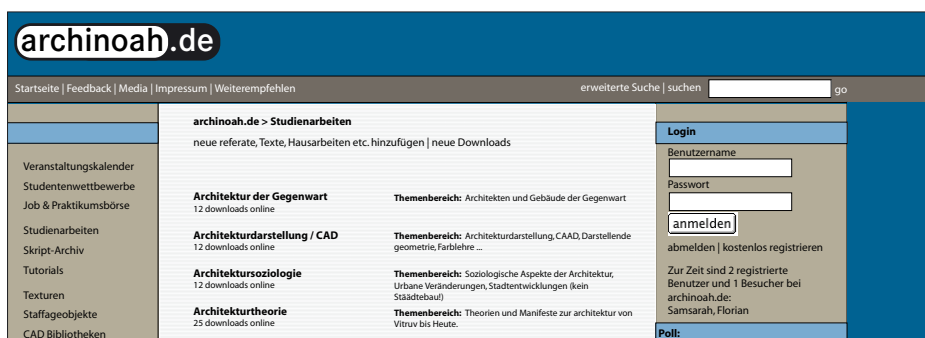 archinoah.de
Startseite | Feedback | Media | Impressum | Weiterempfehlen
erweiterte Suche | suchen
go
Veranstaltungskalender
Studentenwettbewerbe
Job & Praktikumsbörse
Studienarbeiten
Skript-Archiv
Tutorials
Texturen
Staffageobjekte
CAD Bibliotheken
archinoah.de > Studienarbeiten
neue referate, Texte, Hausarbeiten etc. hinzufügen | neue Downloads
Architektur der Gegenwart
12 downloads online
Themenbereich: Architekten und Gebäude der Gegenwart
Architekturdarstellung / CAD
12 downloads online
Themenbereich: Architekturdarstellung, CAAD, Darstellende
geometrie, Farblehre ...
Architektursoziologie
12 downloads online
Themenbereich: Soziologische Aspekte der Architektur,
Urbane Veränderungen, Stadtentwicklungen (kein
Stäädtebau!)
Architekturtheorie
25 downloads online
Themenbereich: Theorien und Manifeste zur architektur von
Vitruv bis Heute.
Login
Benutzername
Passwort
anmelden
abmelden | kostenlos registrieren
Zur Zeit sind 2 registrierte
Benutzer und 1 Besucher bei
archinoah.de:
Samsarah, Florian
Poll: